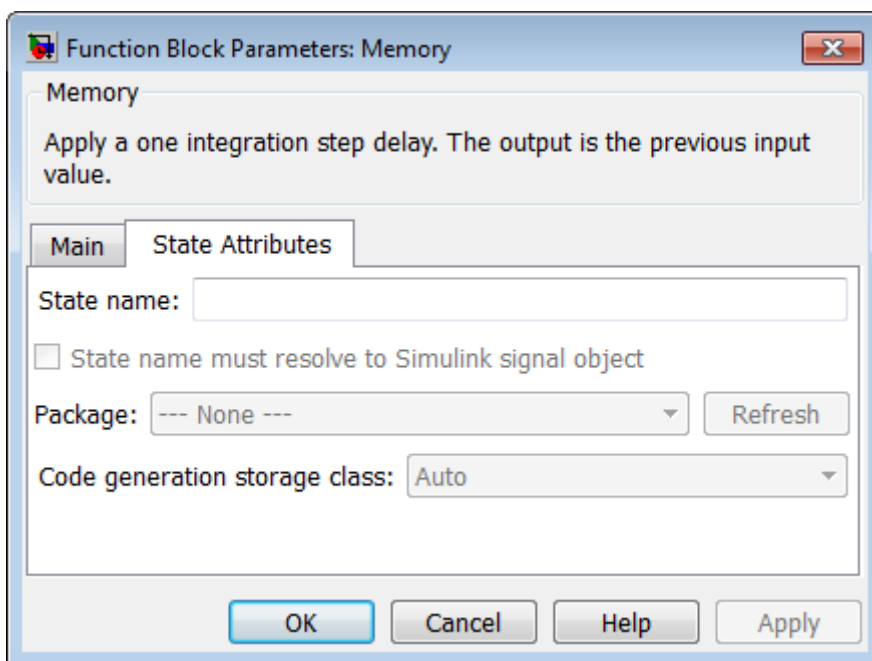 Function Block Parameters: Memory
Memory
Apply a one integration step delay. The output is the previous input
value.
Main State Attributes
State name:
State name must resolve to Simulink signal object
Package: --- None --- Refresh
Code generation storage class: Auto
OK Cancel Help Apply